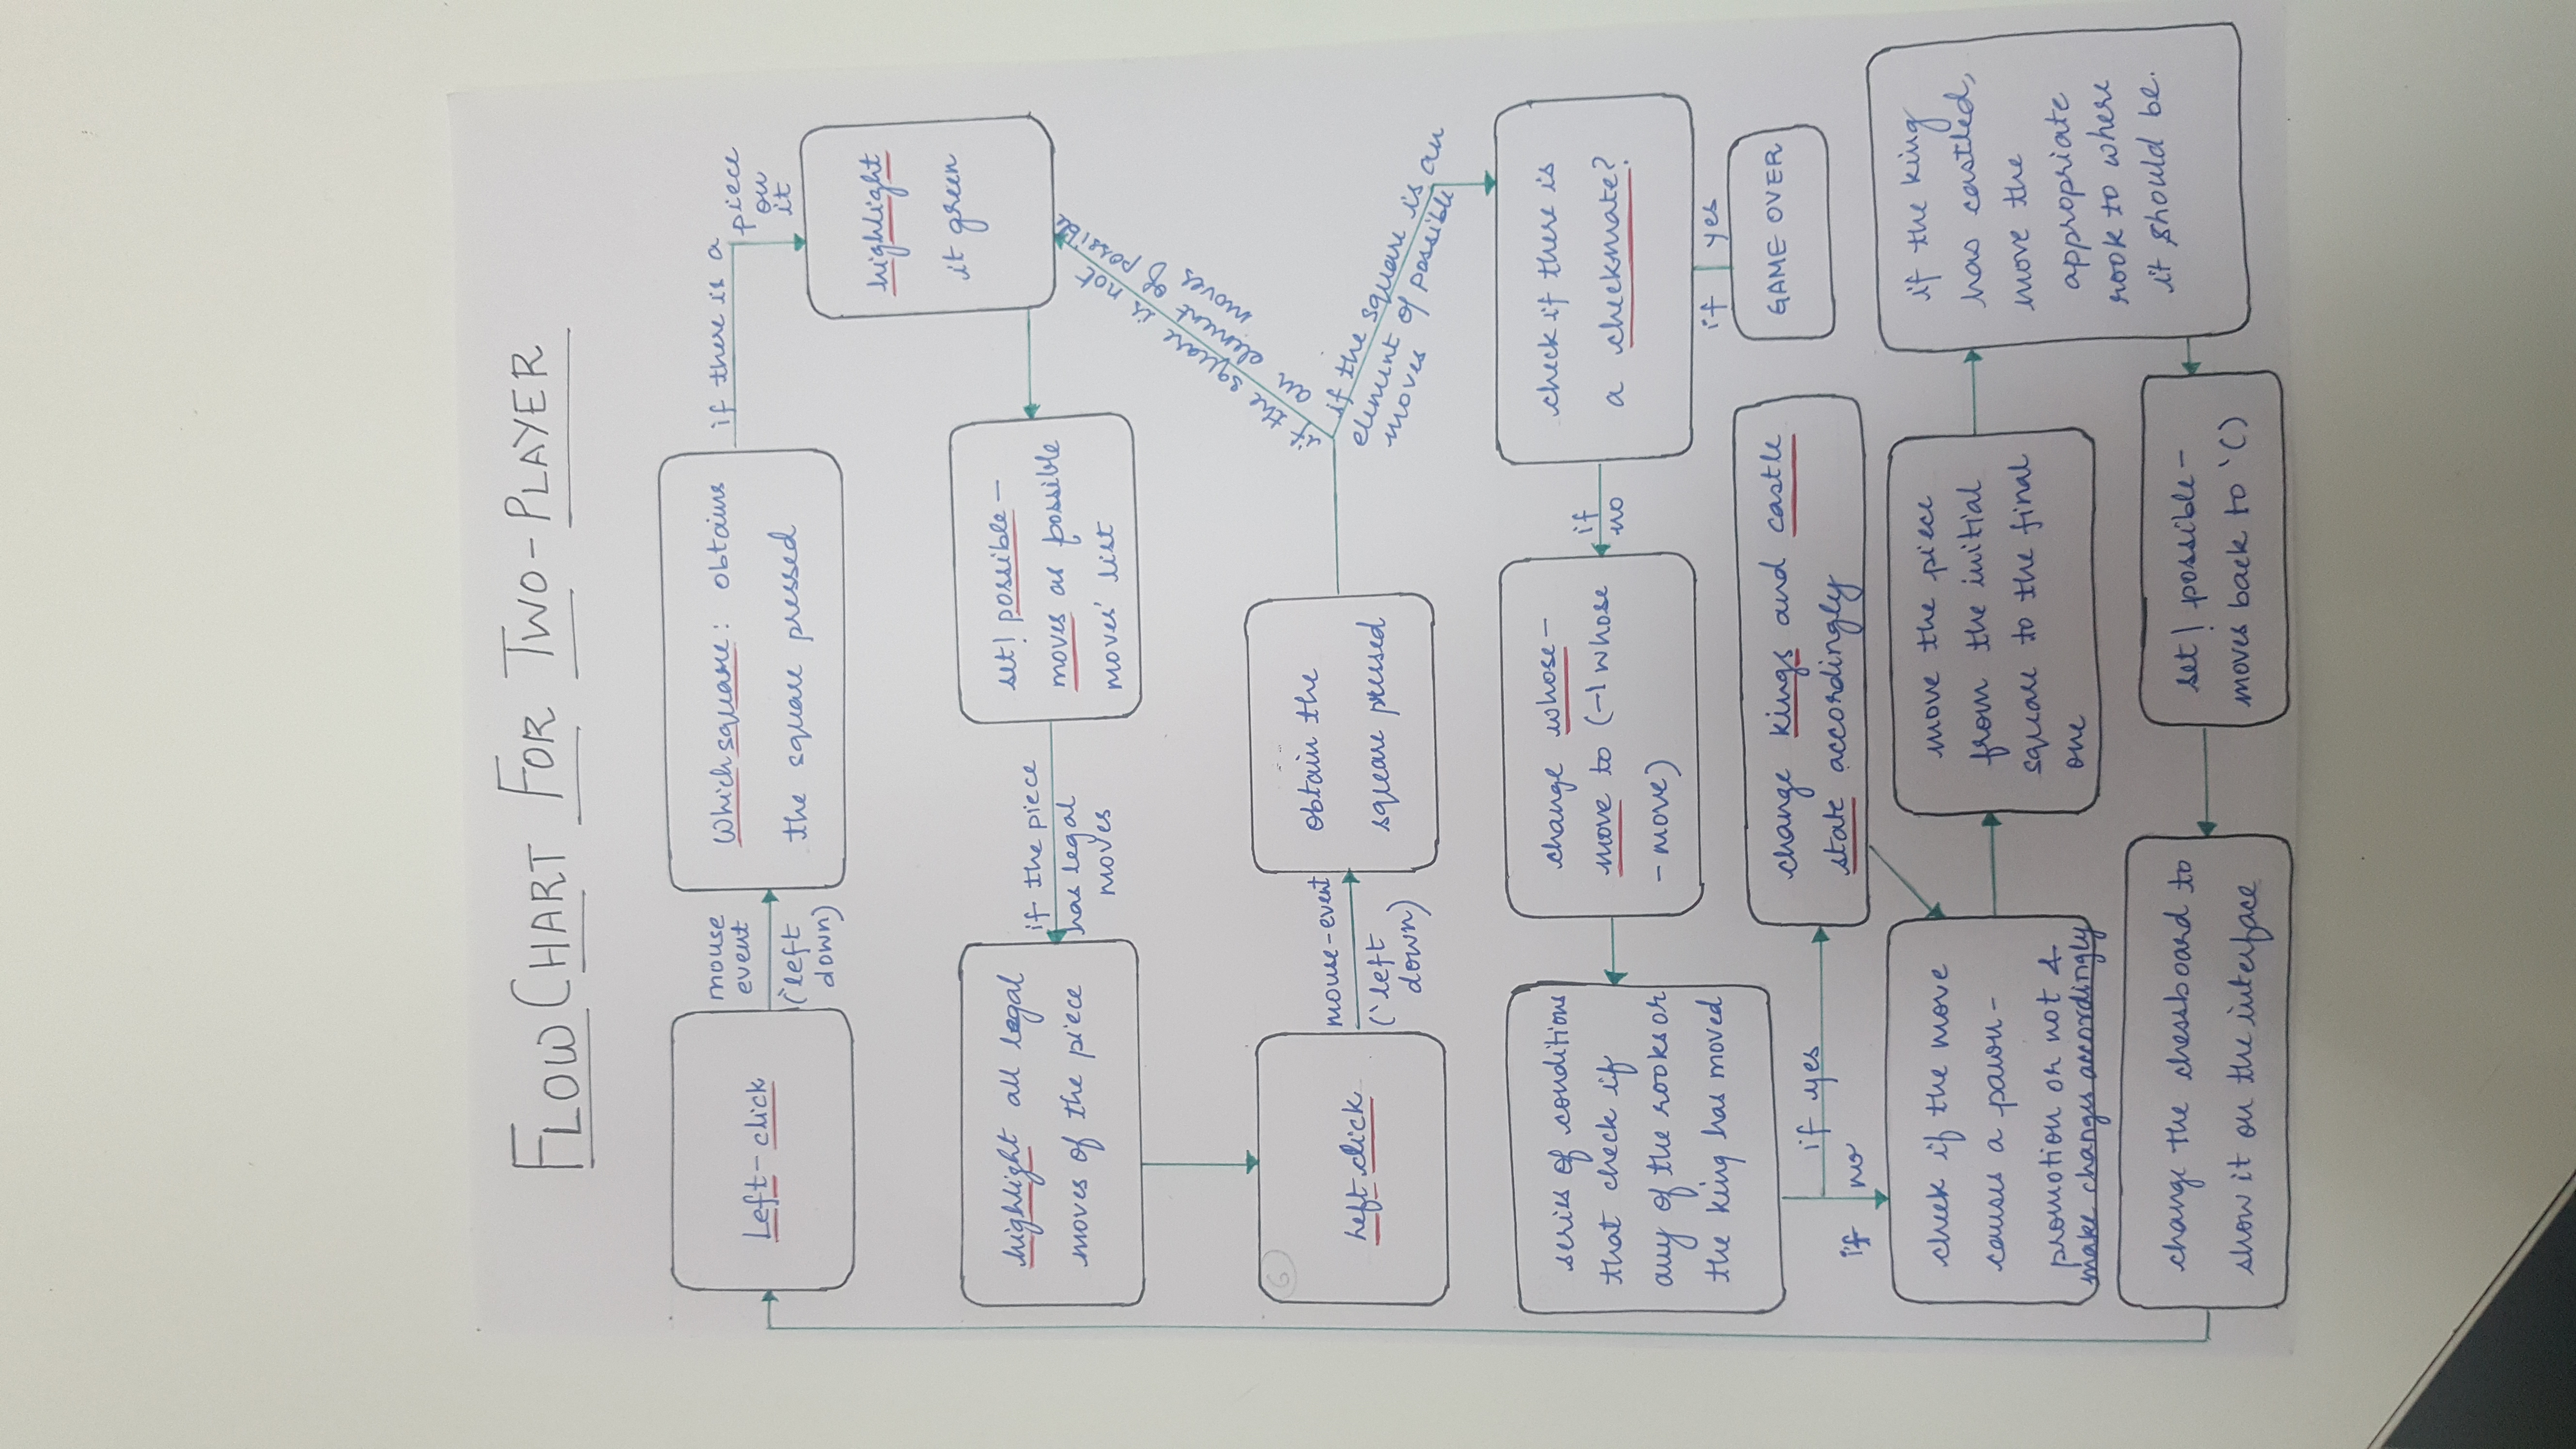 FLOWCHART FOR TWO-PLAYER
Left-click
mouse
event
('left
down)
Which square: obtains
the square pressed
if there is a
piece
on
it
highlight
it green
set! possible-
moves as possible
moves' list
if the piece
has legal
moves
highlight all legal
moves of the piece
6
Left click
mouse-event
('left
down)
obtain the
square pressed
if the square is not
an element of possible
moves
if the square is an
element of possible
moves
check if there is
a checkmate?
if
no
if yes
GAME OVER
change whose-
move to (-1 whose
-move)
series of conditions
that check if
any of the rooks or
the king has moved
if yes
if no
change kings and castle
state accordingly
check if the move
causes a pawn-
promotion or not &
make changes accordingly
move the piece
from the initial
square to the final
one
if the king
has castled,
move the
appropriate
rook to where
it should be.
set! possible-
moves back to '()
change the chessboard to
show it on the interface